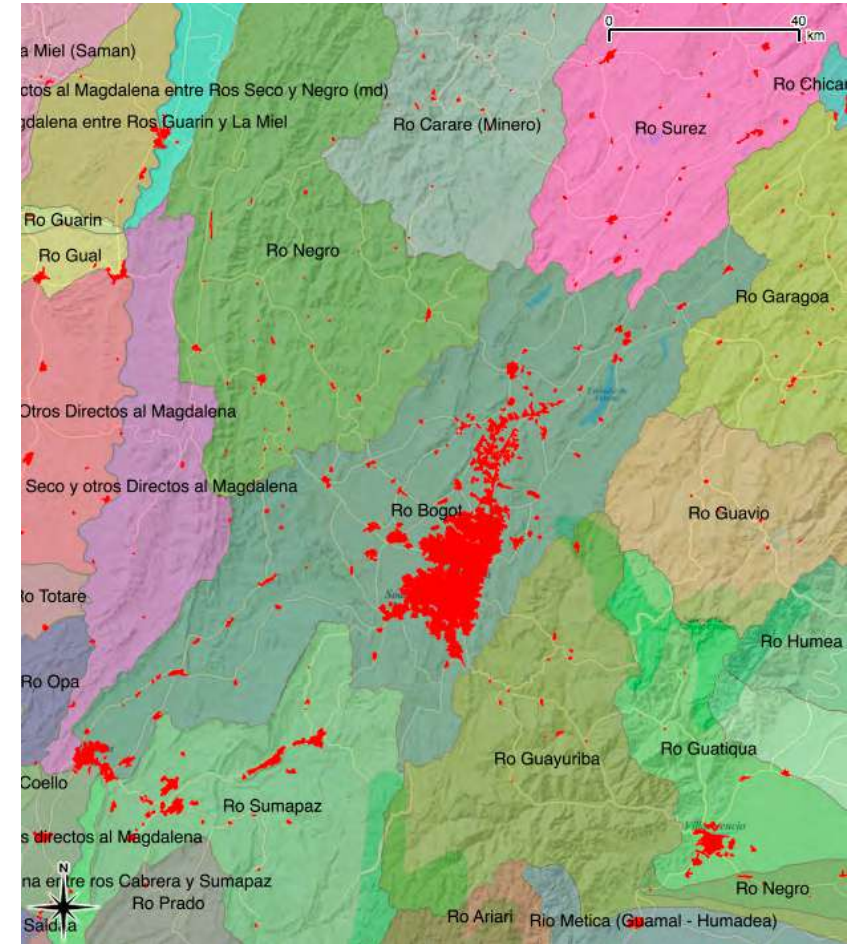 0 40
km
a Miel (Saman)
ctos al Magdalena entre Ros Seco y Negro (md)
Ro Chicar
gdalena entre Ros Guarin y La Miel
Ro Carare (Minero)
Ro Surez
Ro Guarin
Ro Gual
Ro Negro
Ro Garagoa
Otros Directos al Magdalena
Seco y otros Directos al Magdalena
Ro Bogot
Ro Guavio
Ro Totare
Ro Humea
Ro Opa
Ro Guatiqua
Ro Guayuriba
Coello
Ro Sumapaz
s directos al Magdalena
N
na entre ros Cabrera y Sumapaz
Ro Negro
Ro Prado
Ro Ariari
Rio Metica (Guamal - Humadea)